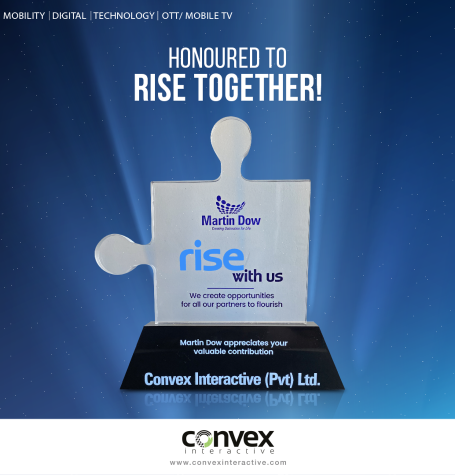 MOBILITY | DIGITAL | TECHNOLOGY | OTT/ MOBILE TV
HONOURED TO
RISE TOGETHER!
Martin Dow
rise
with us
We create opportunities
for all our partners to flourish
Martin Dow appreciates your
valuable contribution
Convex Interactive (Pvt) Ltd.
convex
interactive
www.convexinteractive.com